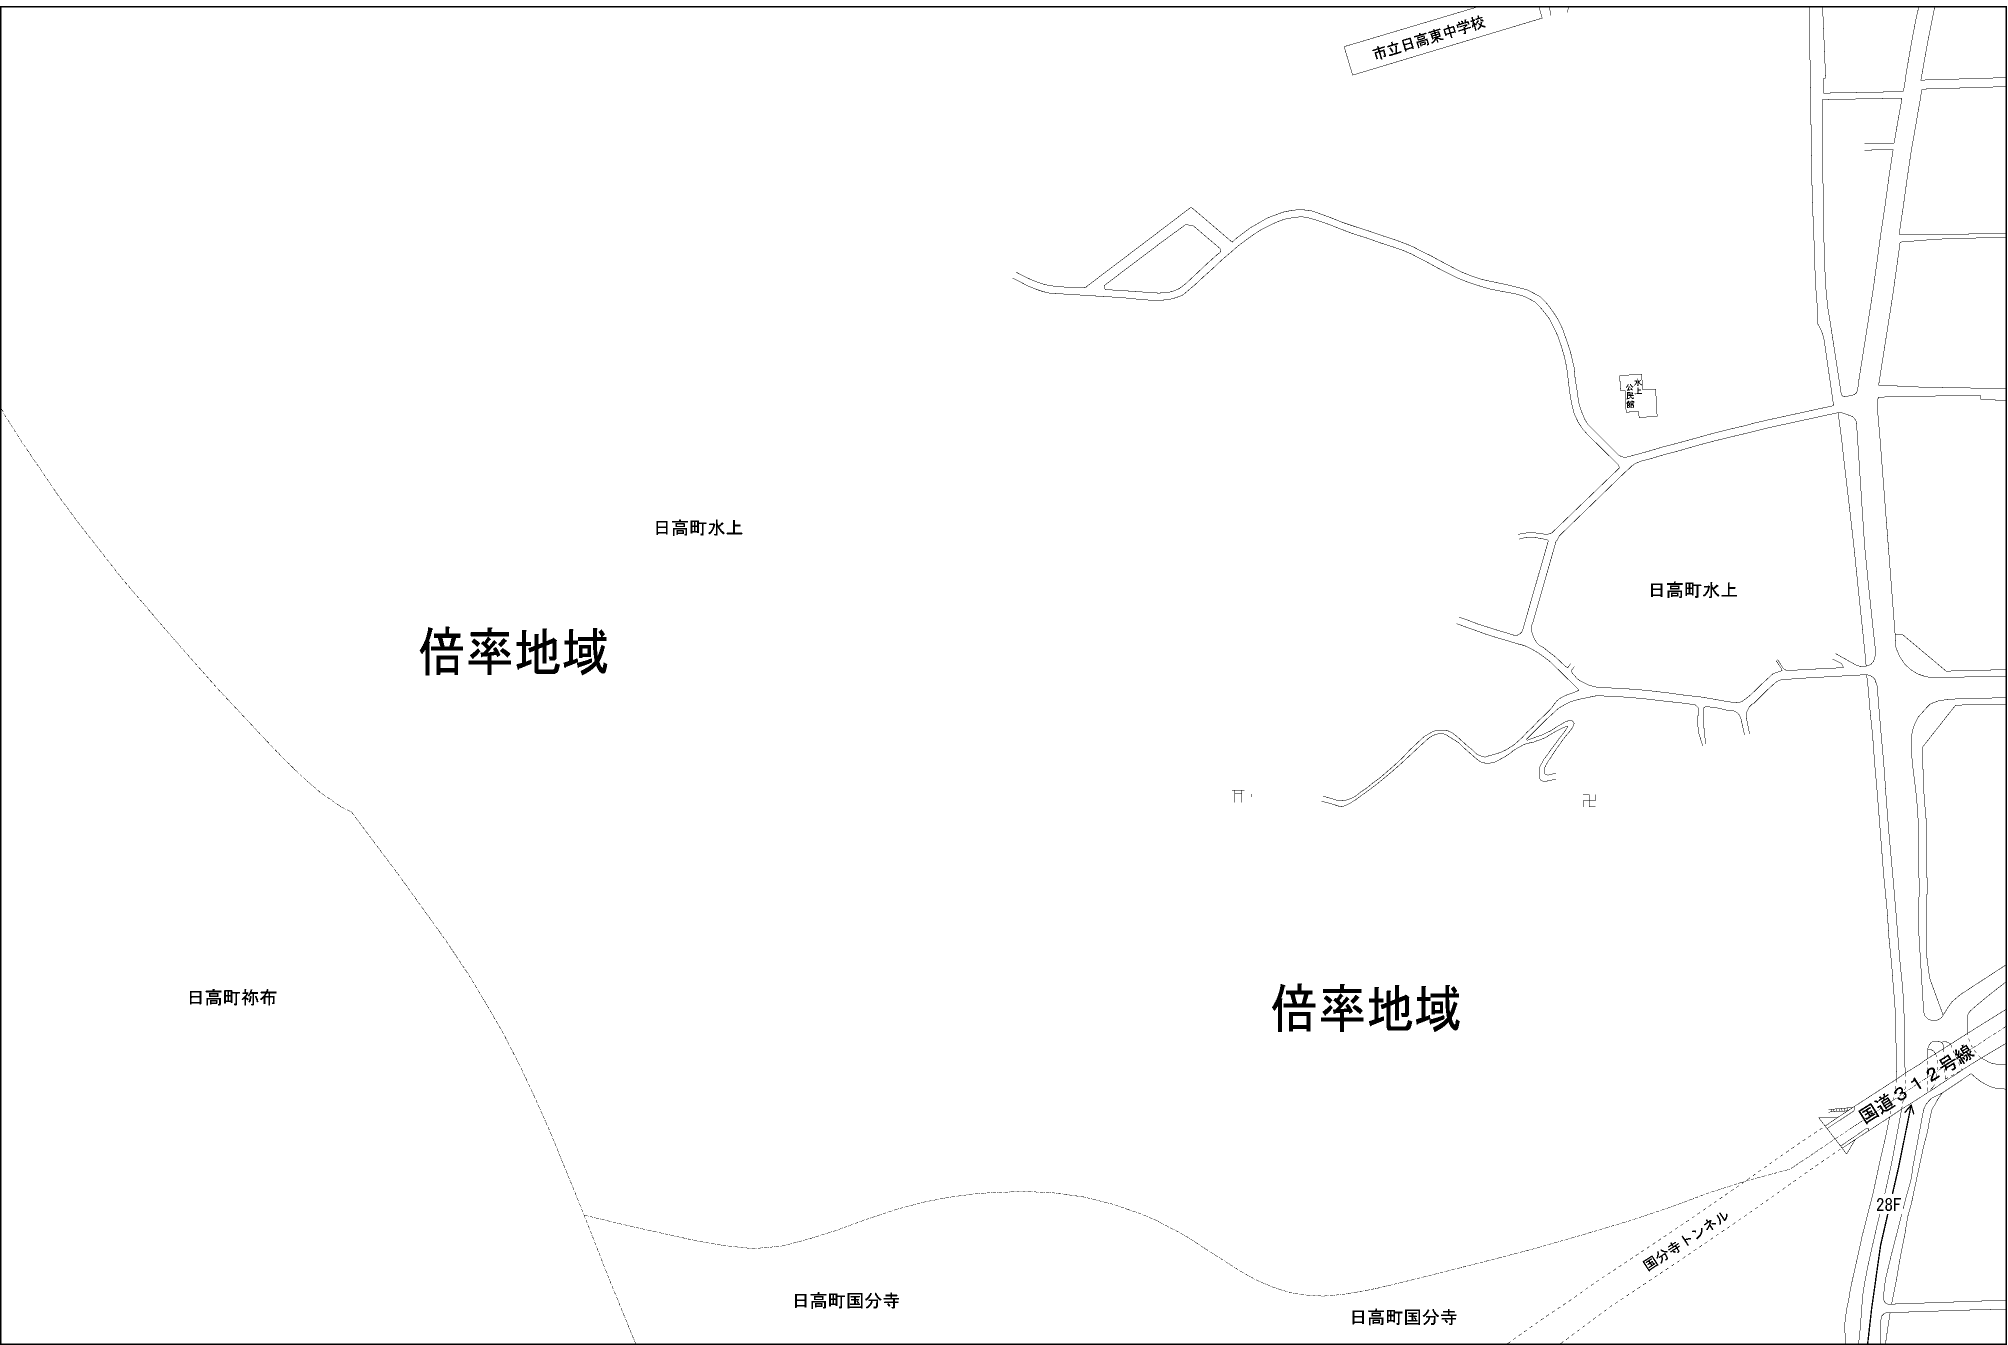 市立日高東中学校
水上
公民館
日高町水上
日高町水上
倍率地域
日高町祢布
倍率地域
国道312号線
28F
国分寺トンネル
日高町国分寺
日高町国分寺